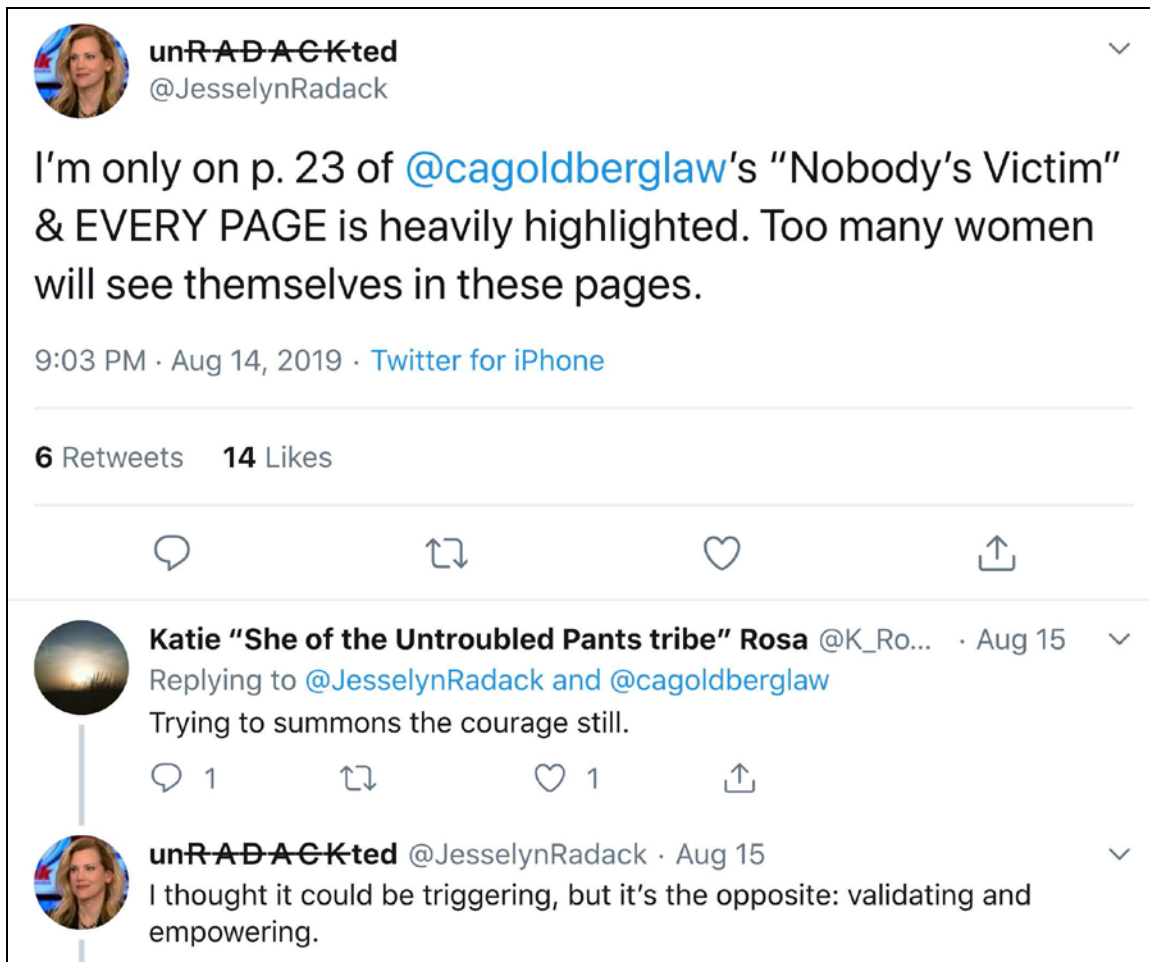 unRADACKted
@JesselynRadack
I'm only on p. 23 of @cagoldberglaw's “Nobody's Victim”
& EVERY PAGE is heavily highlighted. Too many women
will see themselves in these pages.
9:03 PM · Aug 14, 2019 · Twitter for iPhone
6 Retweets 14 Likes
Katie “She of the Untroubled Pants tribe” Rosa @K_Ro... · Aug 15
Replying to @JesselynRadack and @cagoldberglaw
Trying to summons the courage still.
1 1
unRADACKted @JesselynRadack · Aug 15
I thought it could be triggering, but it's the opposite: validating and
empowering.